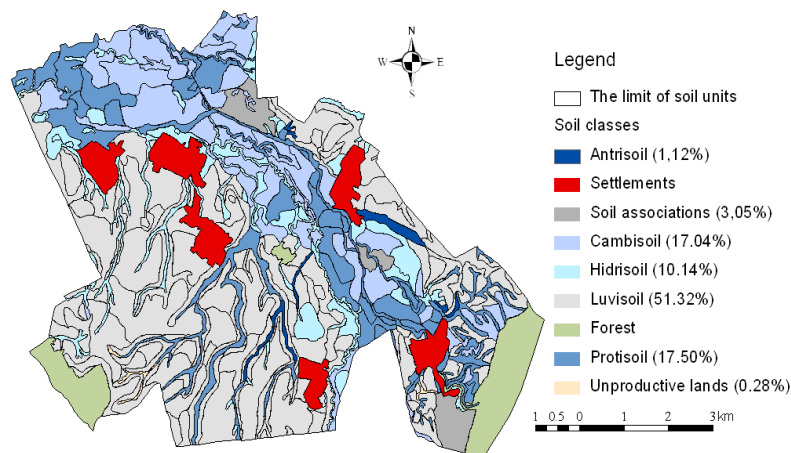 N
W E
S
Legend
The limit of soil units
Soil classes
Antrisoil (1,12%)
Settlements
Soil associations (3,05%)
Cambisoil (17.04%)
Hidrisoil (10.14%)
Luvisoil (51.32%)
Forest
Protisoil (17.50%)
Unproductive lands (0.28%)
1 0.5 0 1 2 3 km